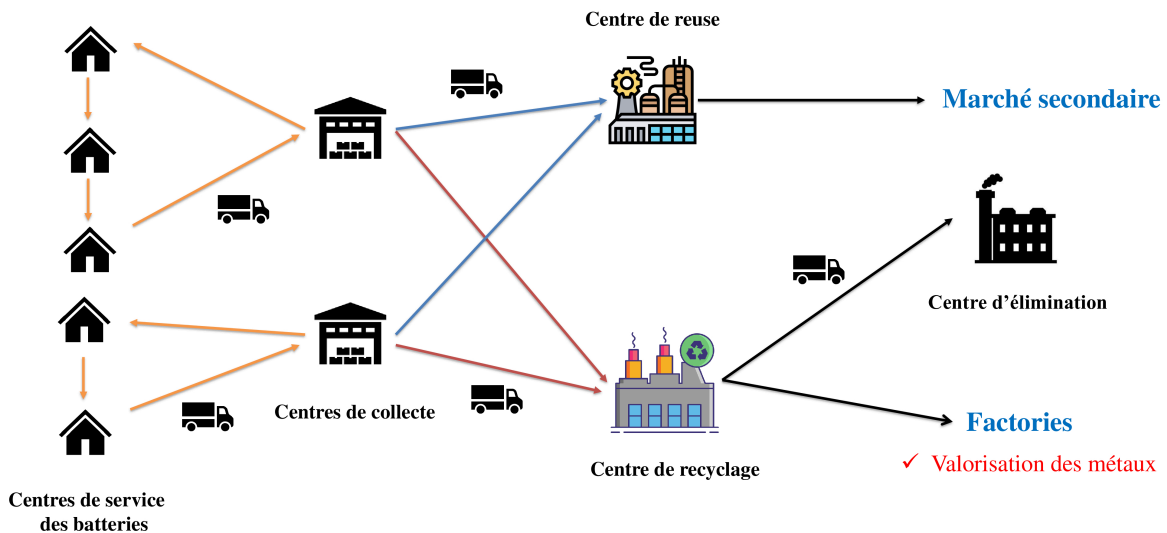 Centre de reuse
Marché secondaire
Centre d’élimination
Centres de collecte
Factories
✓ Valorisation des métaux
Centre de recyclage
Centres de service
des batteries